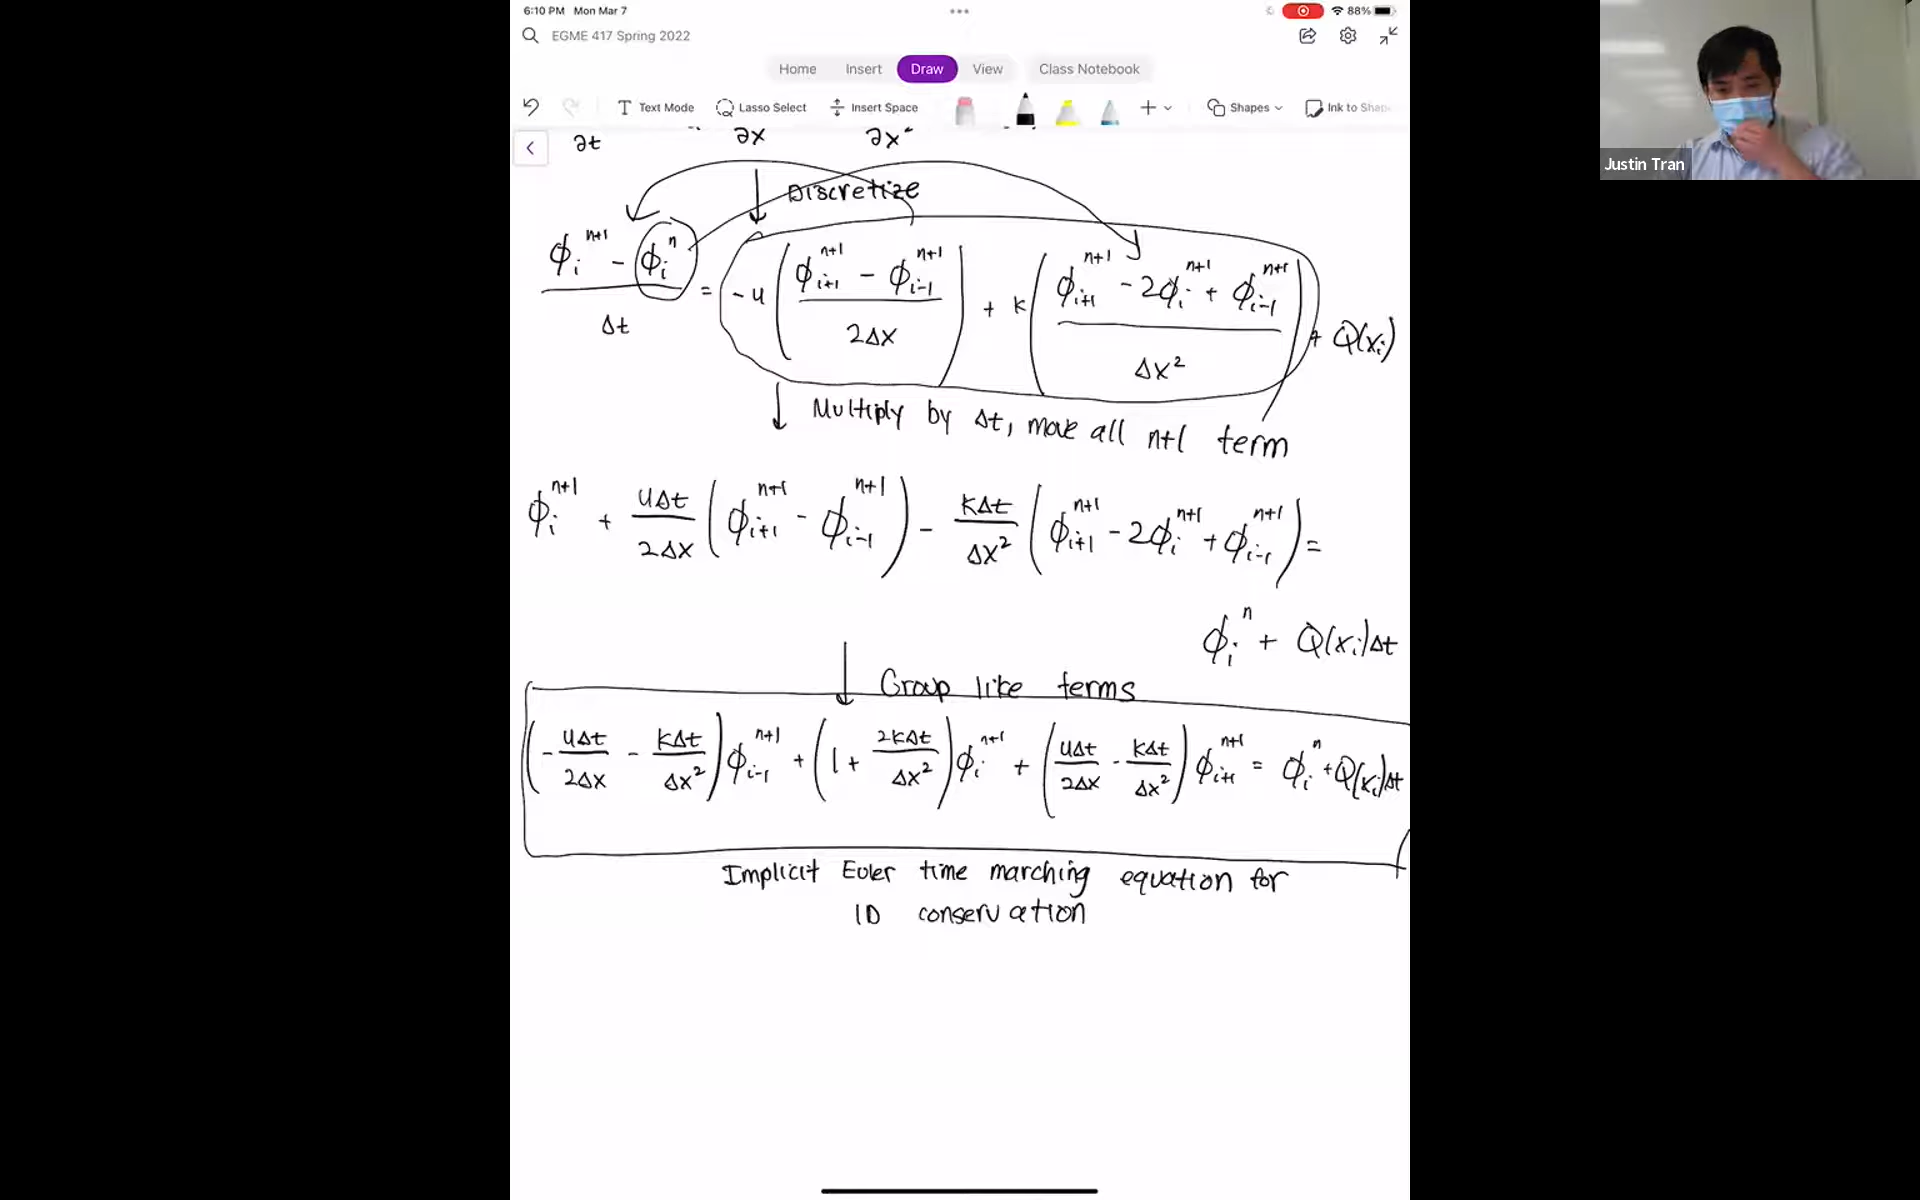 6:10 PM Mon Mar 7
88%
EGME 417 Spring 2022
Home Insert Draw View Class Notebook
Text Mode Lasso Select Insert Space Shapes Ink to Shap
Justin Tran
∂t ∂x ∂x²
Discretize
(ϕᵢⁿ⁺¹ - ϕᵢⁿ)/Δt = -u((ϕᵢ₊₁ⁿ⁺¹ - ϕᵢ₋₁ⁿ⁺¹)/2Δx) + k((ϕᵢ₊₁ⁿ⁺¹ - 2ϕᵢⁿ⁺¹ + ϕᵢ₋₁ⁿ⁺¹)/Δx²) + Q(xᵢ)
Multiply by Δt, move all n+1 term
ϕᵢⁿ⁺¹ + uΔt/2Δx (ϕᵢ₊₁ⁿ⁺¹ - ϕᵢ₋₁ⁿ⁺¹) - kΔt/Δx² (ϕᵢ₊₁ⁿ⁺¹ - 2ϕᵢⁿ⁺¹ + ϕᵢ₋₁ⁿ⁺¹) =
ϕᵢⁿ + Q(xᵢ)Δt
Group like terms
(-uΔt/2Δx - kΔt/Δx²)ϕᵢ₋₁ⁿ⁺¹ + (1 + 2kΔt/Δx²)ϕᵢⁿ⁺¹ + (uΔt/2Δx - kΔt/Δx²)ϕᵢ₊₁ⁿ⁺¹ = ϕᵢⁿ + Q(xᵢ)Δt
Implicit Euler time marching equation for
1D conservation